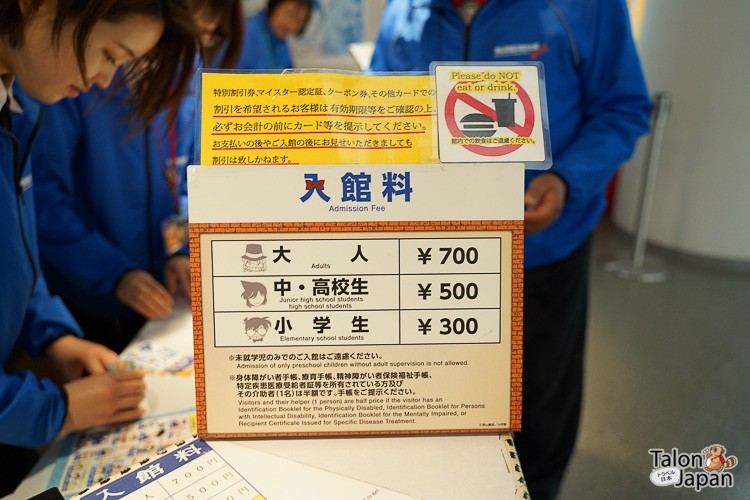 特別割引券、マイスター認定証、クーポン券、その他カードでの
割引を希望されるお客様は有効期限等をご確認の上、
必ずお会計の前にカード等を提示してください。
お支払いの後やご入館の後にお見せいただきましても
割引は致しかねます。
Please do NOT
eat or drink.
館内での飲食はご遠慮ください
入館料
Admission Fee
大人 ¥700
Adults
中・高校生 ¥500
Junior high school students
high school students
小学生 ¥300
Elementary school students
※未就学児のみでのご入館はご遠慮ください。
Admission of only preschool children without adult supervision is not allowed.
※身体障がい者手帳、療育手帳、精神障がい者保険福祉手帳、
特定疾患医療受給者証等を所有されている方及び
その介助者(1名)は半額です。手帳をご提示ください。
Visitors and their helper (1 person) are half price if the visitor has an
Identification Booklet for the Physically Disabled, Identification Booklet for Persons
with Intellectual Disability, Identification Booklet for the Mentally Impaired, or
Recipient Certificate Issued for Specific Disease Treatment.
入館料
700円
500
Talon
トラベル
日本
Japan